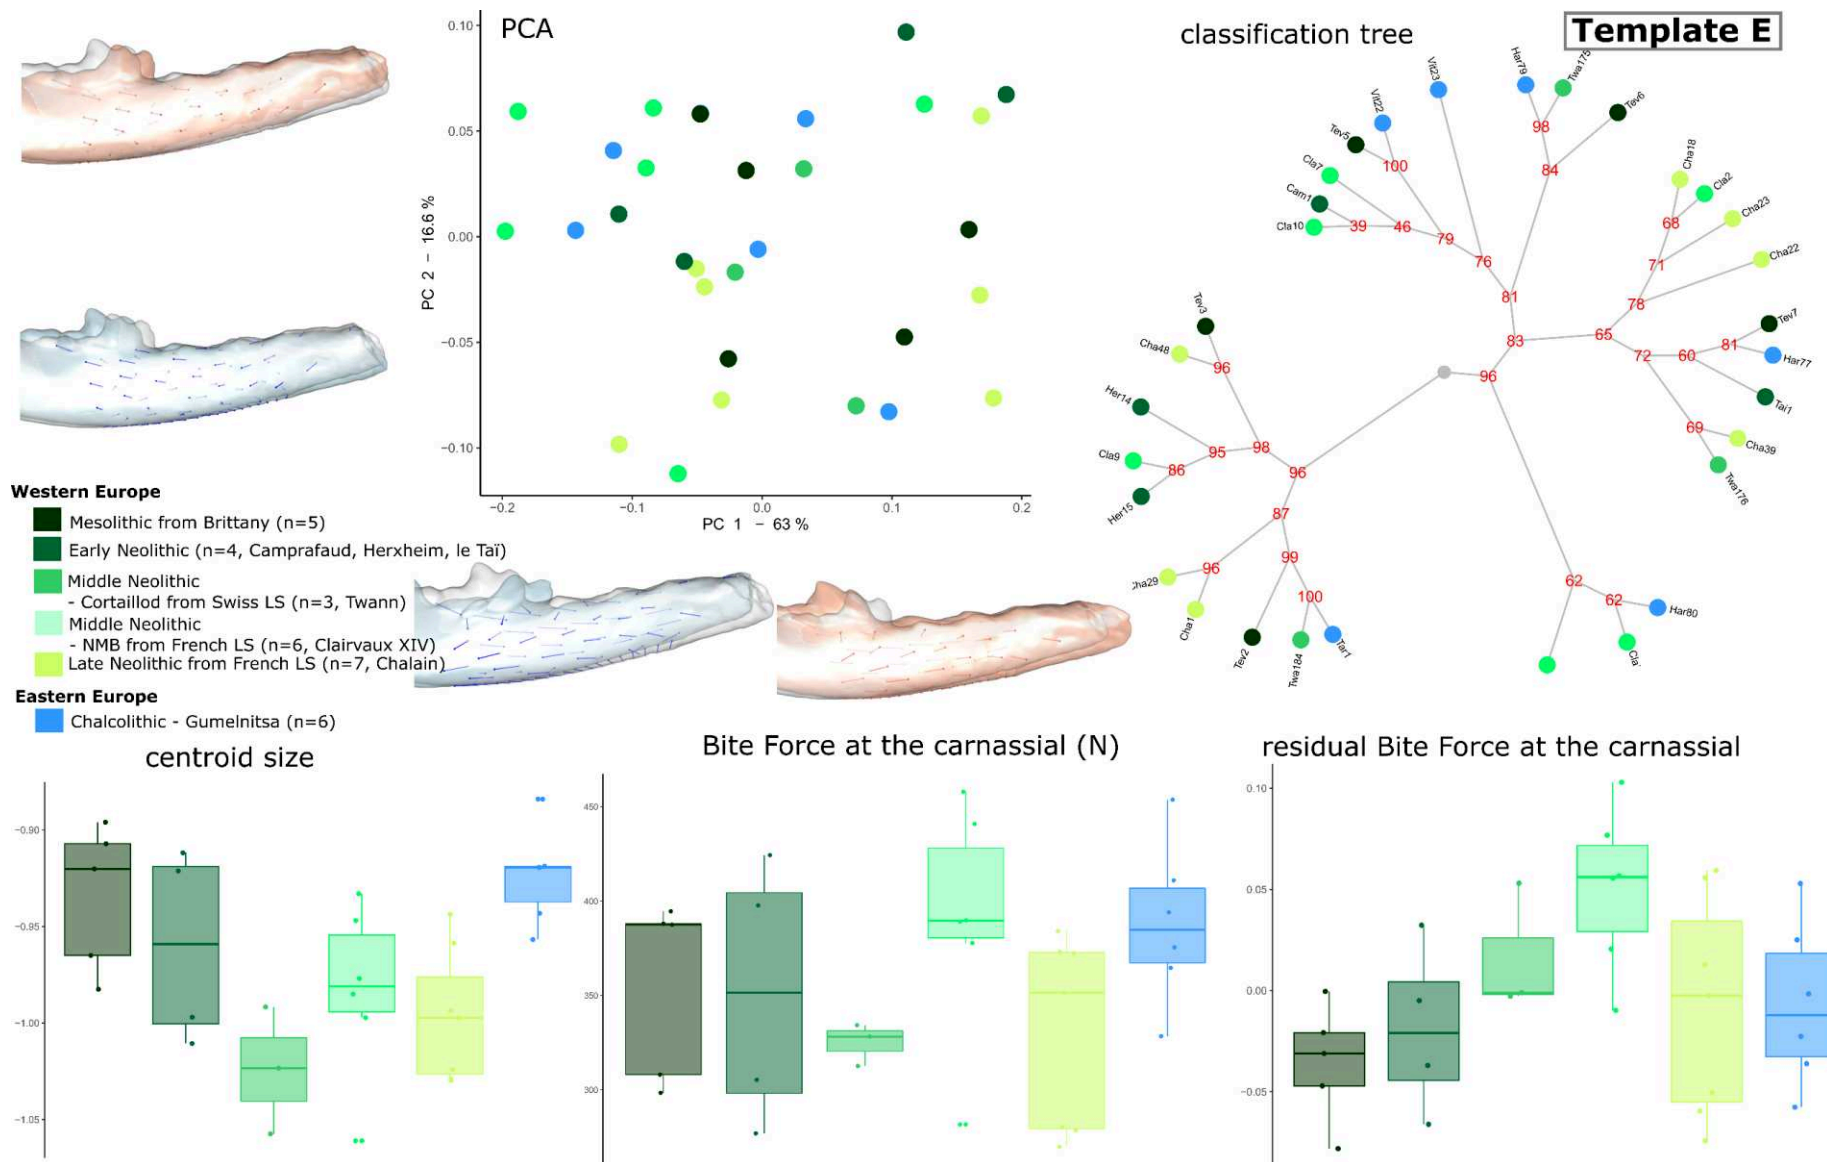 Template E
PCA
classification tree
0.10
0.05
0.00
−0.05
−0.10
PC 2 − 16.6 %
−0.2
−0.1
0.0
0.1
0.2
PC 1 − 63 %
Vit23
Har79
Twa175
Vit22
Tev6
Tev5
98
100
84
Cha18
Cla7
Cla2
Cam1
Cha23
68
Cla10
39
46
79
76
71
Cha22
81
78
Tev3
Tev7
83
65
81
Cha48
72
60
Har77
96
96
Her14
Tai1
98
95
69
Cha39
Cla9
86
96
Twa176
Her15
87
99
96
62
Cha1
100
62
Har80
Tev2
Twa184
Tar1
Western Europe
Mesolithic from Brittany (n=5)
Early Neolithic (n=4, Camprafaud, Herxheim, le Taï)
Middle Neolithic
- Cortaillod from Swiss LS (n=3, Twann)
Middle Neolithic
- NMB from French LS (n=6, Clairvaux XIV)
Late Neolithic from French LS (n=7, Chalain)
Eastern Europe
Chalcolithic - Gumelnitsa (n=6)
centroid size
−0.90
−0.95
−1.00
−1.05
Bite Force at the carnassial (N)
450
400
350
300
residual Bite Force at the carnassial
0.10
0.05
0.00
−0.05